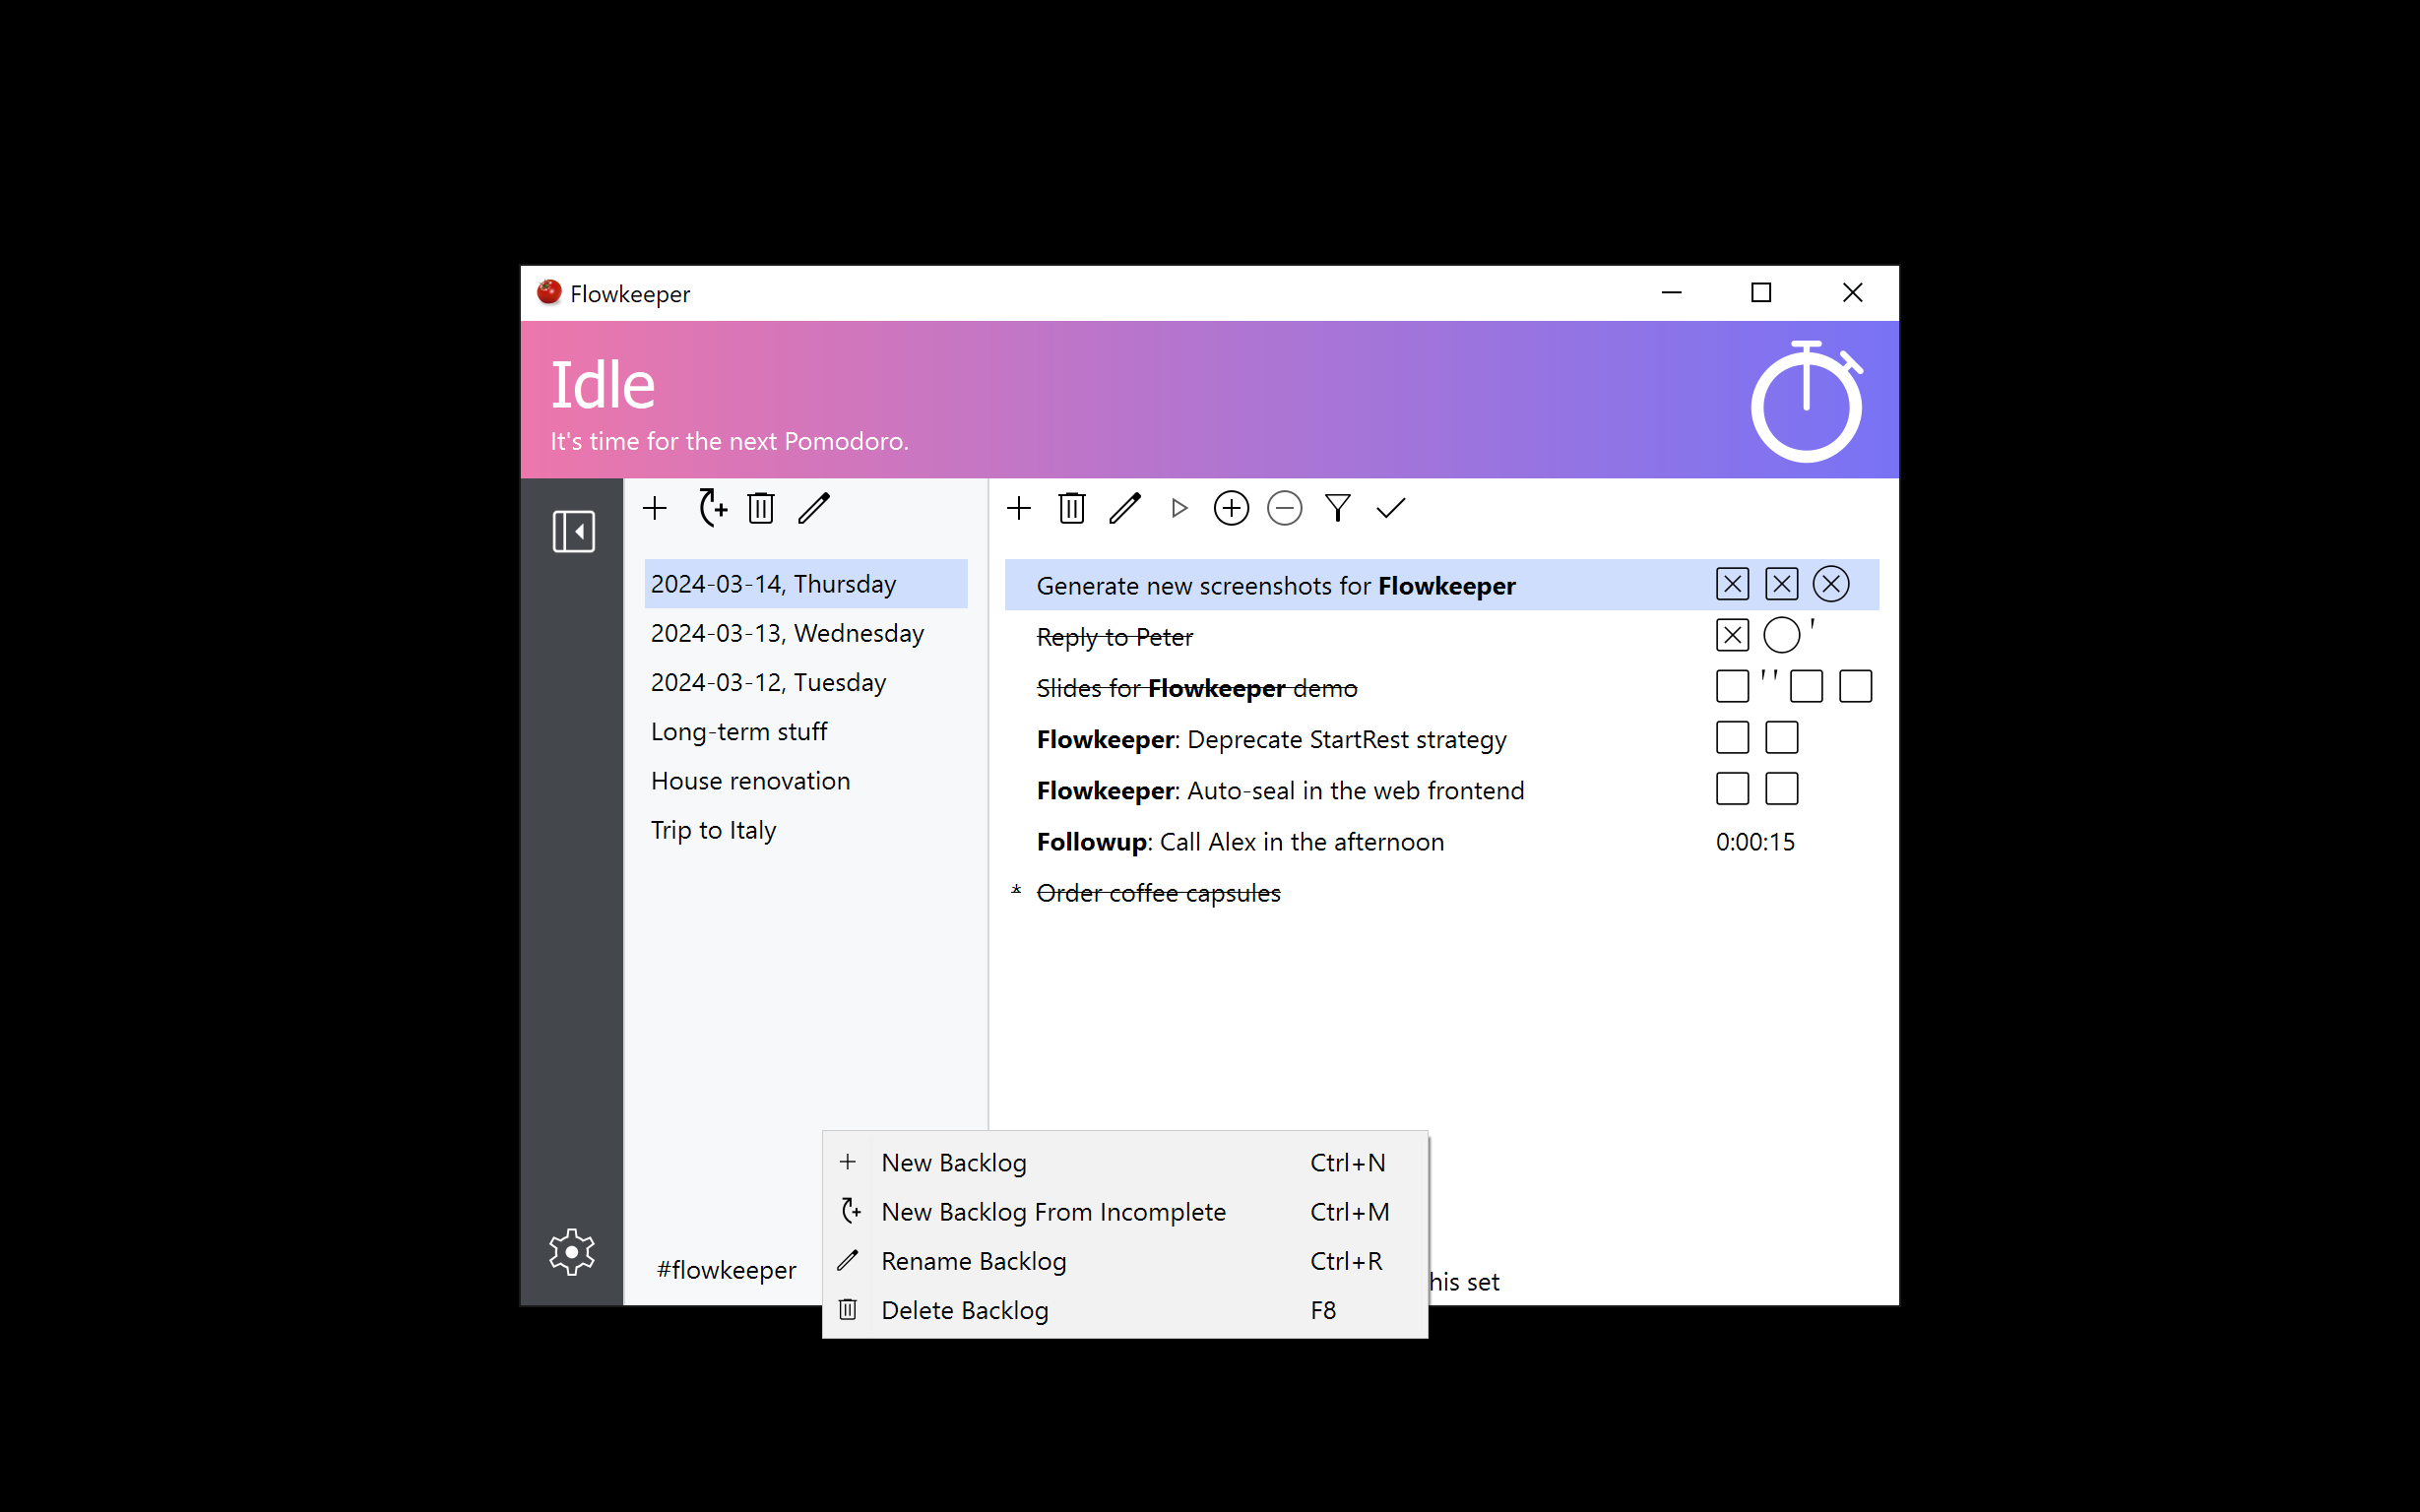 Flowkeeper
Idle
It's time for the next Pomodoro.
2024-03-14, Thursday
2024-03-13, Wednesday
2024-03-12, Tuesday
Long-term stuff
House renovation
Trip to Italy
#flowkeeper
Generate new screenshots for Flowkeeper
Reply to Peter
Slides for Flowkeeper demo
Flowkeeper: Deprecate StartRest strategy
Flowkeeper: Auto-seal in the web frontend
Followup: Call Alex in the afternoon 0:00:15
* Order coffee capsules
New Backlog Ctrl+N
New Backlog From Incomplete Ctrl+M
Rename Backlog Ctrl+R
Delete Backlog F8
set